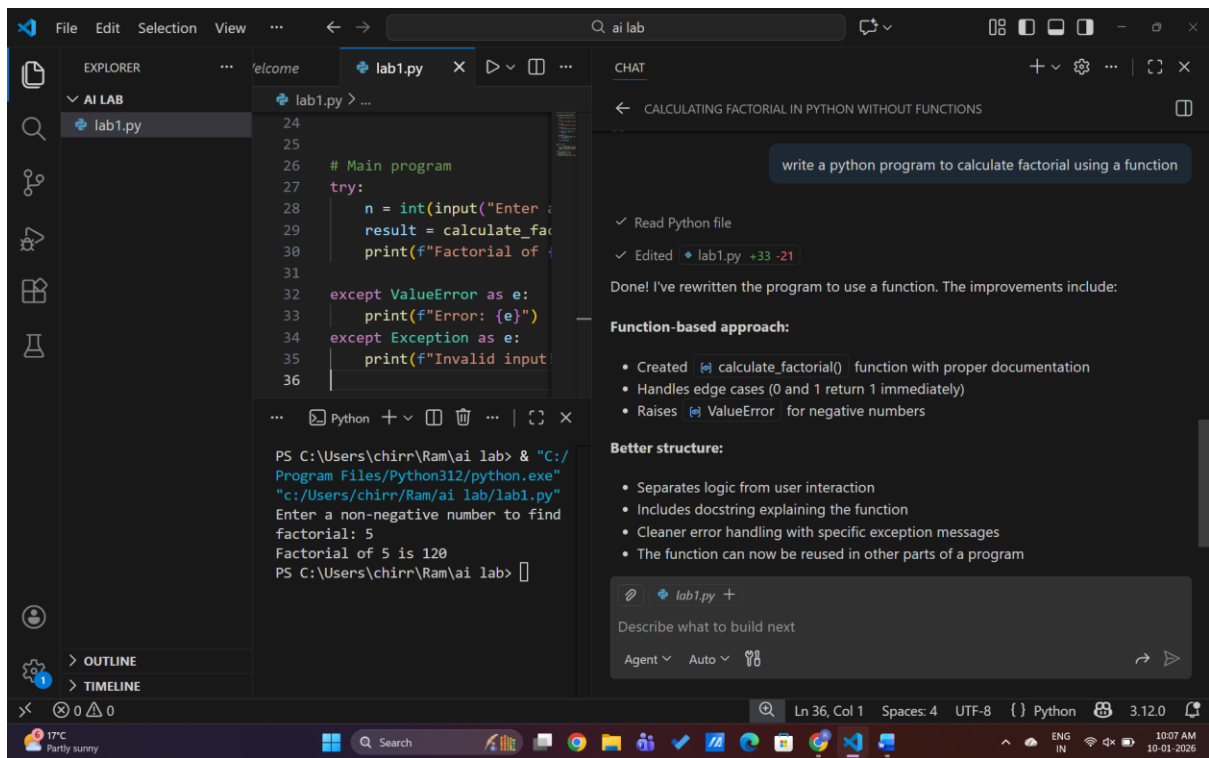 File Edit Selection View ··· ai lab
EXPLORER ···
AI LAB
lab1.py
OUTLINE
TIMELINE
Welcome lab1.py
lab1.py > ...
24
25
26 # Main program
27 try:
28 n = int(input("Enter
29 result = calculate_fac
30 print(f"Factorial of {
31
32 except ValueError as e:
33 print(f"Error: {e}")
34 except Exception as e:
35 print(f"Invalid input
36
··· Python ···
PS C:\Users\chirr\Ram\ai lab> & "C:/
Program Files/Python312/python.exe"
"c:/Users/chirr/Ram/ai lab/lab1.py"
Enter a non-negative number to find
factorial: 5
Factorial of 5 is 120
PS C:\Users\chirr\Ram\ai lab>
CHAT
CALCULATING FACTORIAL IN PYTHON WITHOUT FUNCTIONS
write a python program to calculate factorial using a function
Read Python file
Edited lab1.py +33 -21
Done! I've rewritten the program to use a function. The improvements include:
Function-based approach:
• Created calculate_factorial() function with proper documentation
• Handles edge cases (0 and 1 return 1 immediately)
• Raises ValueError for negative numbers
Better structure:
• Separates logic from user interaction
• Includes docstring explaining the function
• Cleaner error handling with specific exception messages
• The function can now be reused in other parts of a program
lab1.py +
Describe what to build next
Agent Auto
1
0 0 Ln 36, Col 1 Spaces: 4 UTF-8 {} Python 3.12.0
6 17°C
Partly sunny
Search
ENG
IN
10:07 AM
10-01-2026